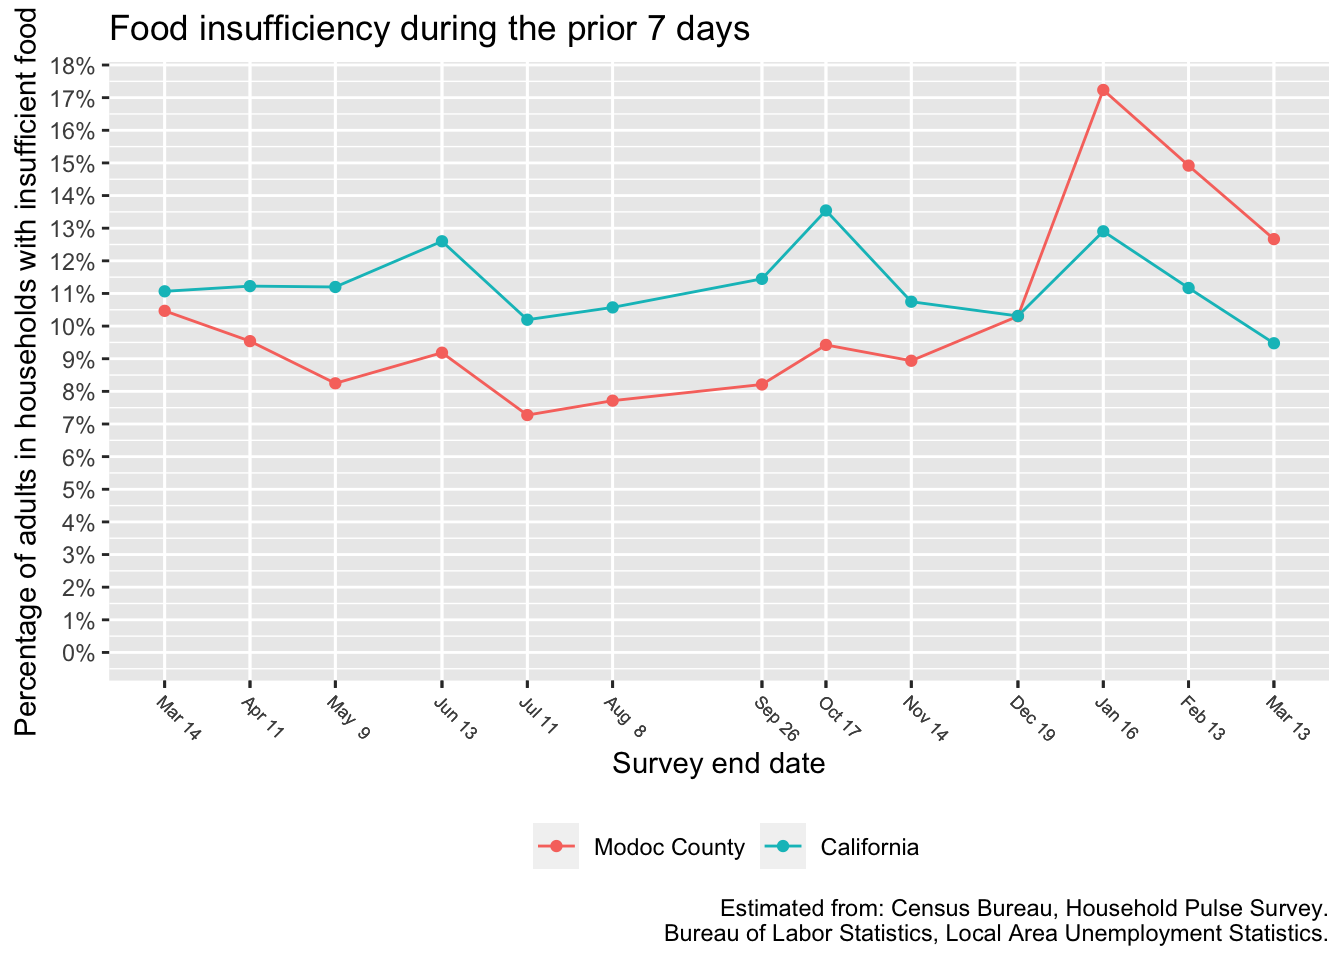 Food insufficiency during the prior 7 days
Percentage of adults in households with insufficient food
18%
17%
16%
15%
14%
13%
12%
11%
10%
9%
8%
7%
6%
5%
4%
3%
2%
1%
0%
Mar 14
Apr 11
May 9
Jun 13
Jul 11
Aug 8
Sep 26
Oct 17
Nov 14
Dec 19
Jan 16
Feb 13
Mar 13
Survey end date
Modoc County
California
Estimated from: Census Bureau, Household Pulse Survey.
Bureau of Labor Statistics, Local Area Unemployment Statistics.